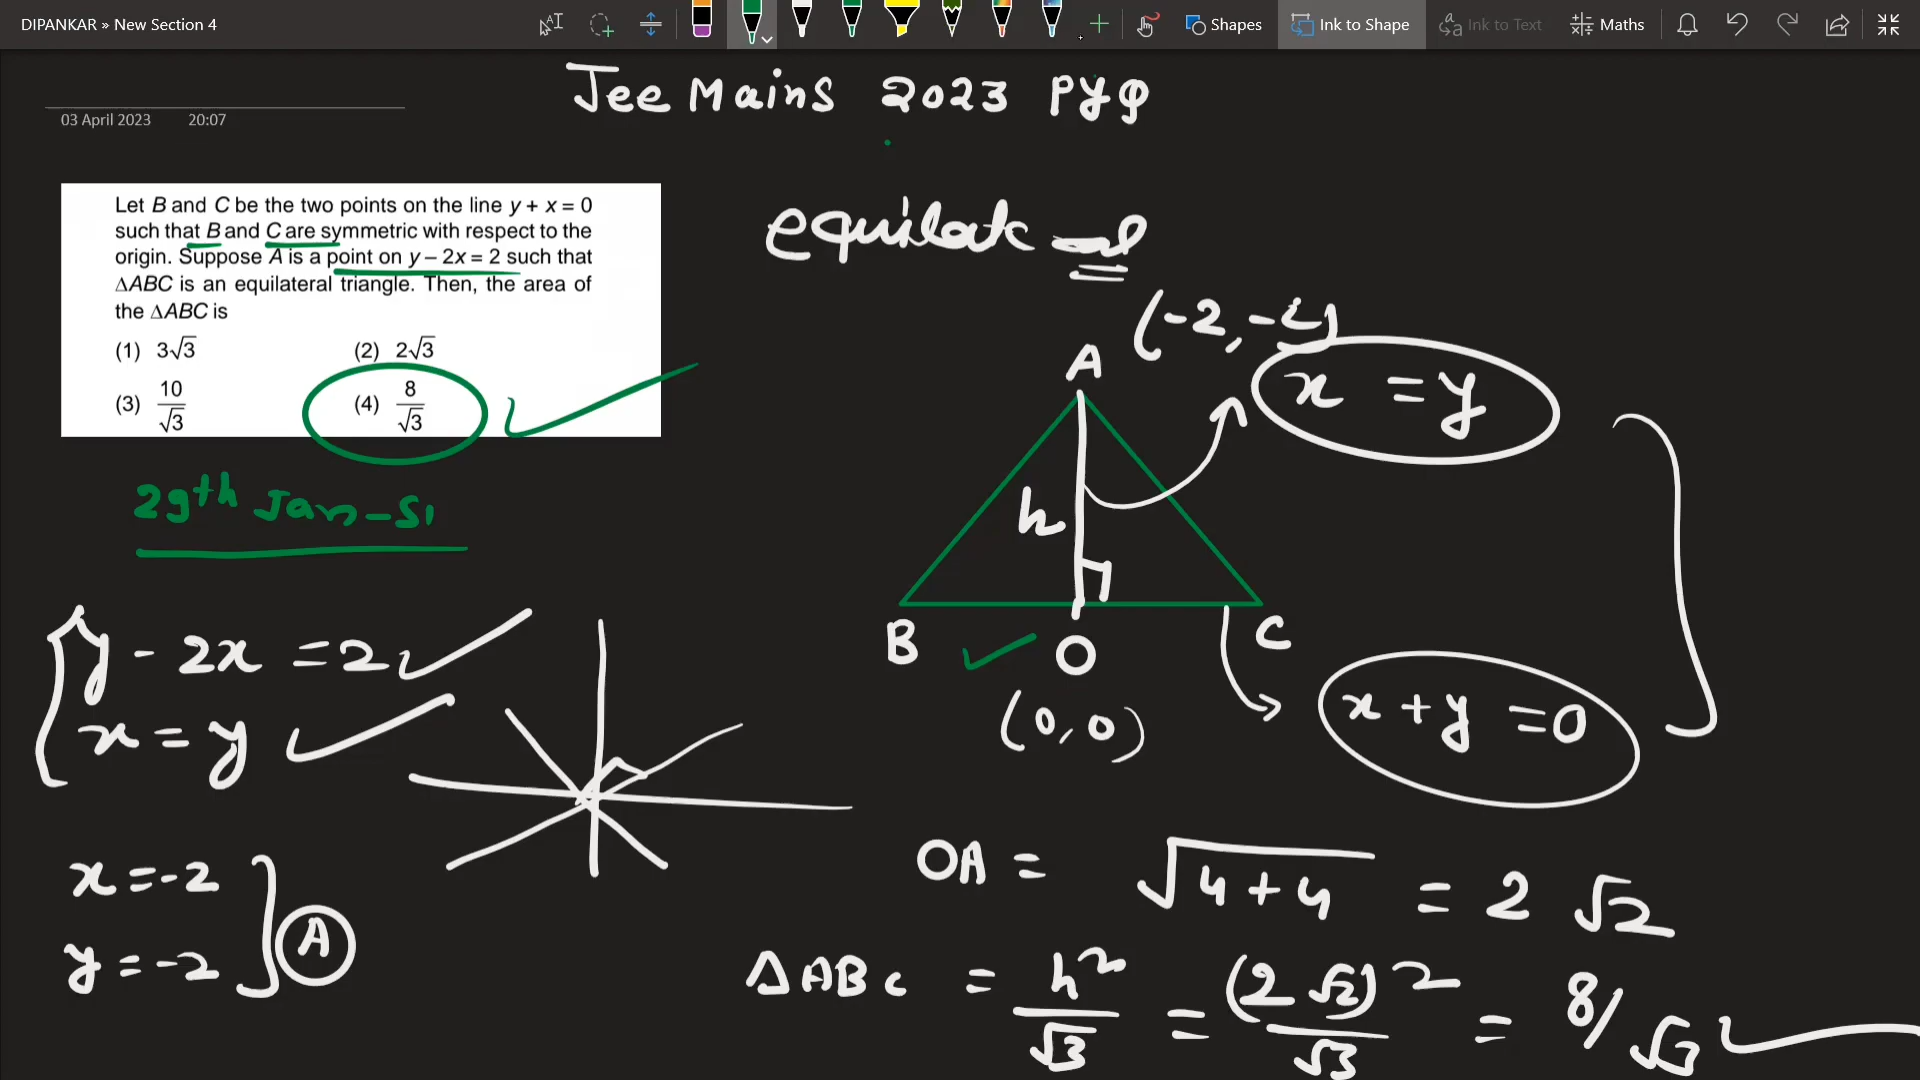 DIPANKAR » New Section 4
Shapes
Ink to Shape
Ink to Text
Maths
Jee Mains 2023 PYQ
03 April 2023 20:07
Let B and C be the two points on the line y + x = 0
such that B and C are symmetric with respect to the
origin. Suppose A is a point on y – 2x = 2 such that
∆ABC is an equilateral triangle. Then, the area of
the ∆ABC is
(1) 3√3 (2) 2√3
(3) 10/√3 (4) 8/√3
29th Jan-S1
(-2, -2)
A
x = y
h
B O C
(0,0)
x + y = 0
y - 2x = 2
x = y
x = -2
y = -2
A
OA = √4+4 = 2 √2
∆ABC = h²/√3 = (2√2)²/√3 = 8/√3